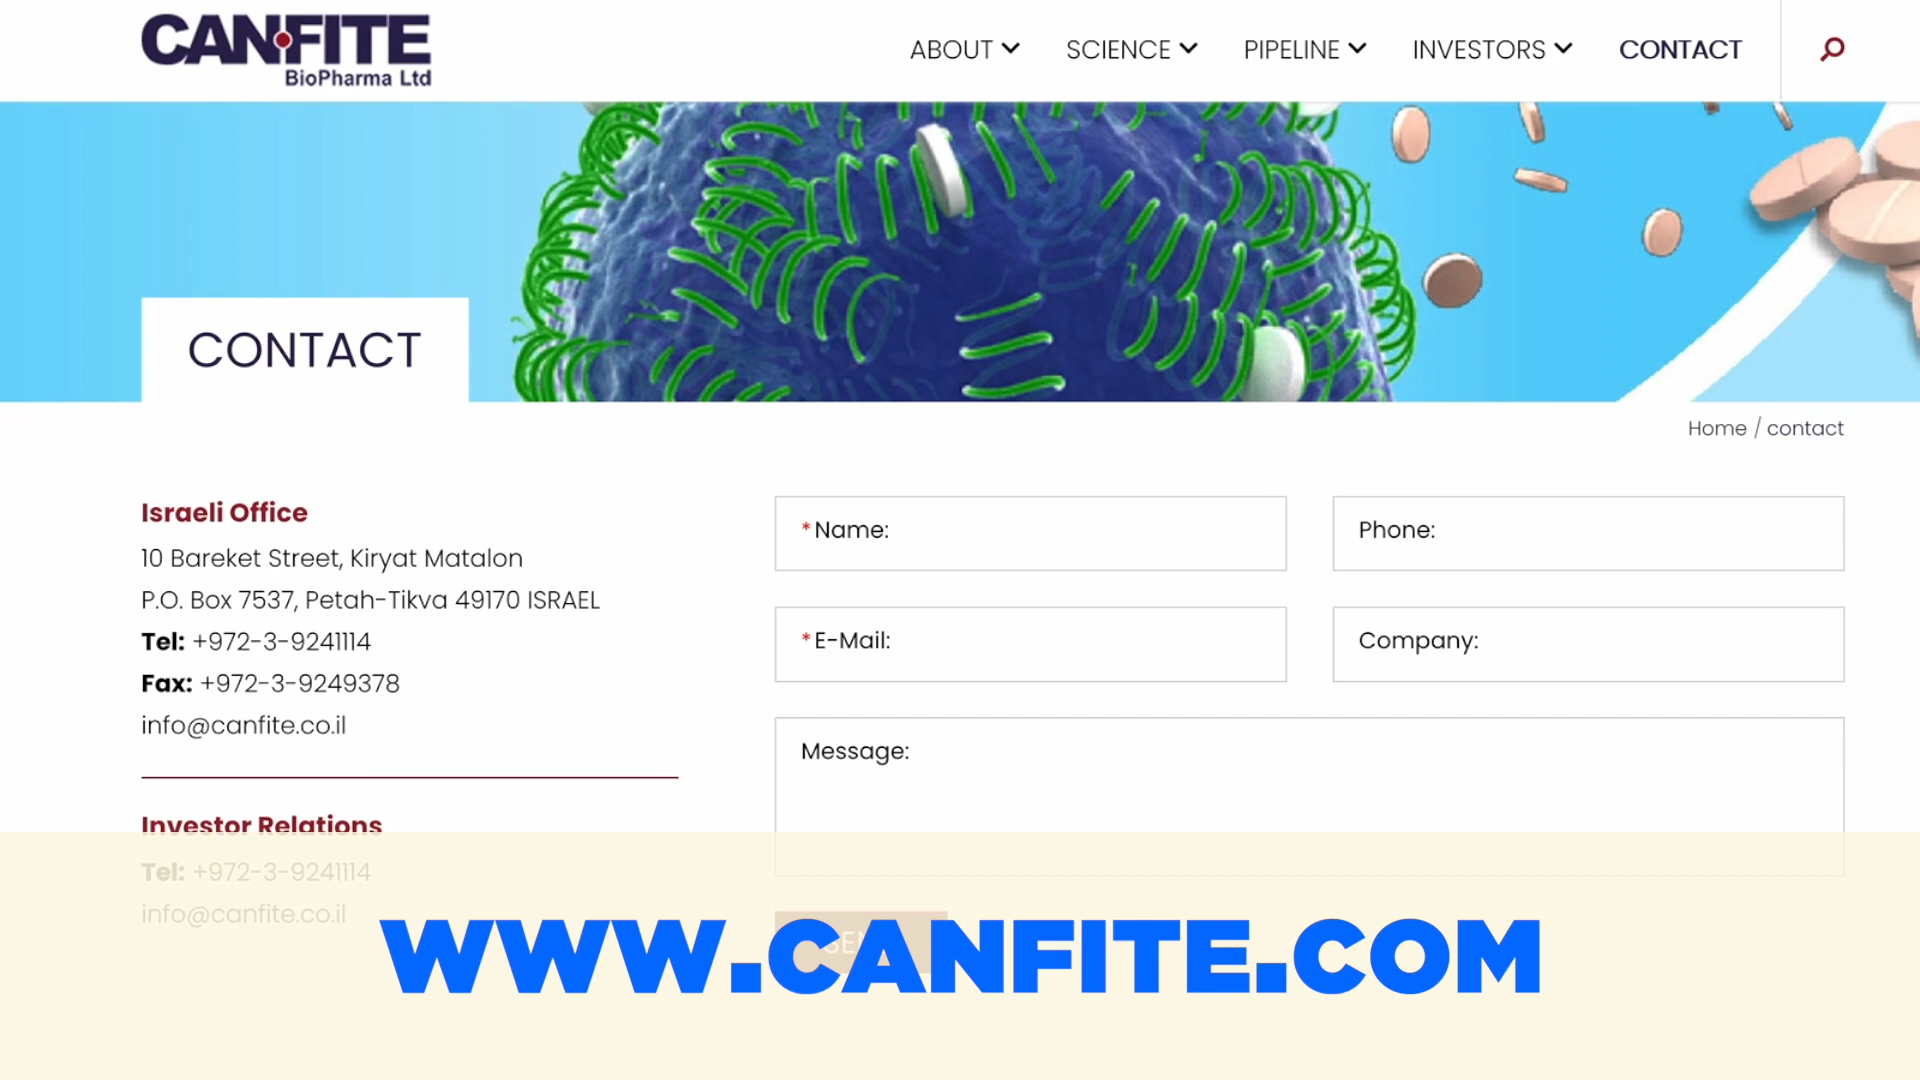 CANFITE
BioPharma Ltd
ABOUT
SCIENCE
PIPELINE
INVESTORS
CONTACT
CONTACT
Home / contact
Israeli Office
10 Bareket Street, Kiryat Matalon
P.O. Box 7537, Petah-Tikva 49170 ISRAEL
Tel: +972-3-9241114
Fax: +972-3-9249378
info@canfite.co.il
Investor Relations
Tel: +972-3-9241114
info@canfite.co.il
*Name:
Phone:
*E-Mail:
Company:
Message:
WWW.CANFITE.COM